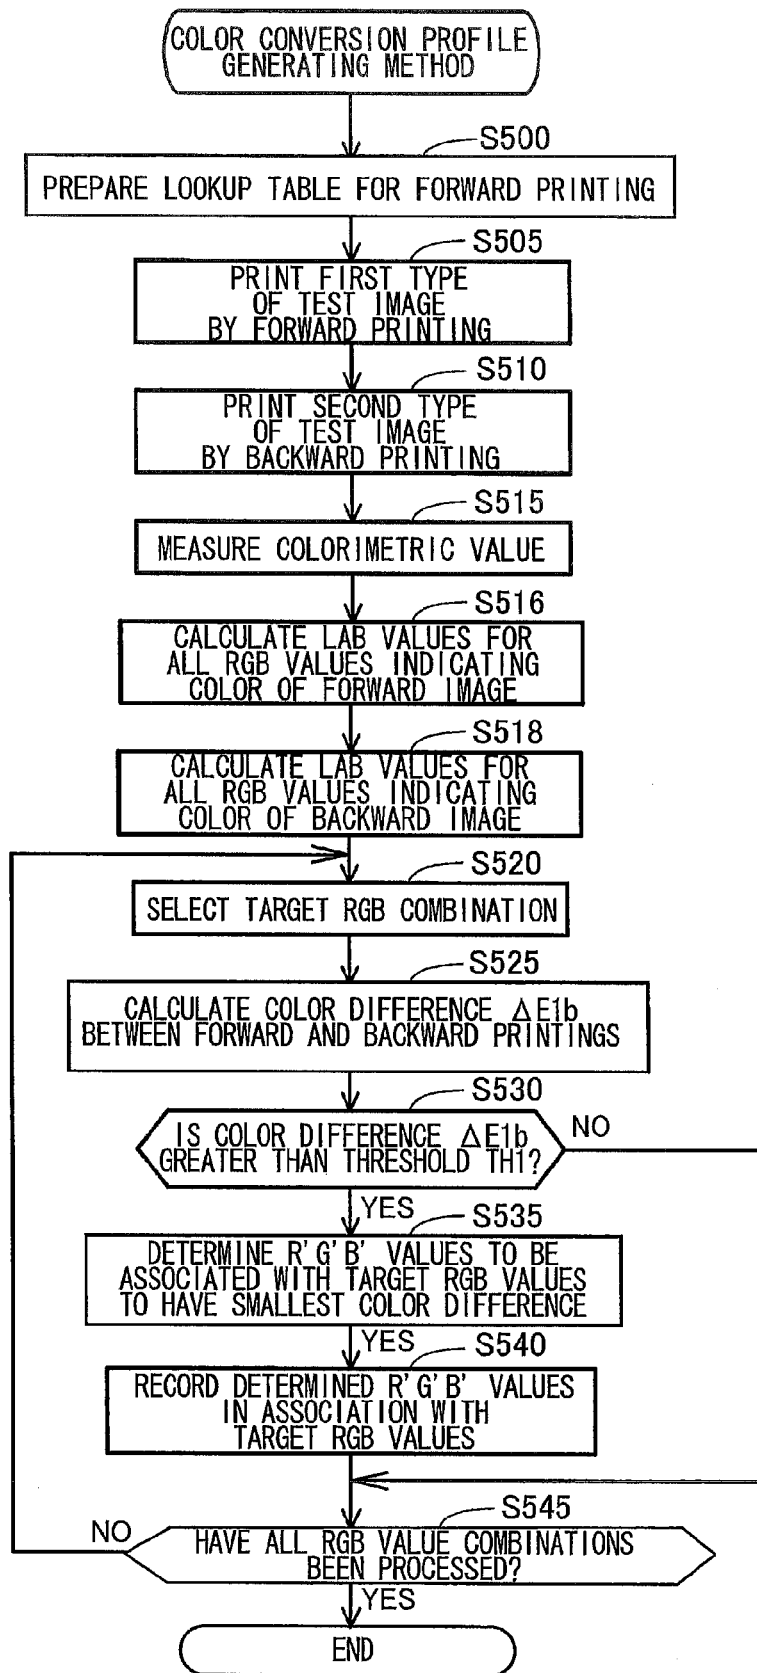 COLOR CONVERSION PROFILE
GENERATING METHOD
S500
PREPARE LOOKUP TABLE FOR FORWARD PRINTING
S505
PRINT FIRST TYPE
OF TEST IMAGE
BY FORWARD PRINTING
S510
PRINT SECOND TYPE
OF TEST IMAGE
BY BACKWARD PRINTING
S515
MEASURE COLORIMETRIC VALUE
S516
CALCULATE LAB VALUES FOR
ALL RGB VALUES INDICATING
COLOR OF FORWARD IMAGE
S518
CALCULATE LAB VALUES FOR
ALL RGB VALUES INDICATING
COLOR OF BACKWARD IMAGE
S520
SELECT TARGET RGB COMBINATION
S525
CALCULATE COLOR DIFFERENCE ΔE1b
BETWEEN FORWARD AND BACKWARD PRINTINGS
S530
IS COLOR DIFFERENCE ΔE1b
GREATER THAN THRESHOLD TH1?
NO
YES
S535
DETERMINE R'G'B' VALUES TO BE
ASSOCIATED WITH TARGET RGB VALUES
TO HAVE SMALLEST COLOR DIFFERENCE
YES
S540
RECORD DETERMINED R'G'B' VALUES
IN ASSOCIATION WITH
TARGET RGB VALUES
S545
NO
HAVE ALL RGB VALUE COMBINATIONS
BEEN PROCESSED?
YES
END